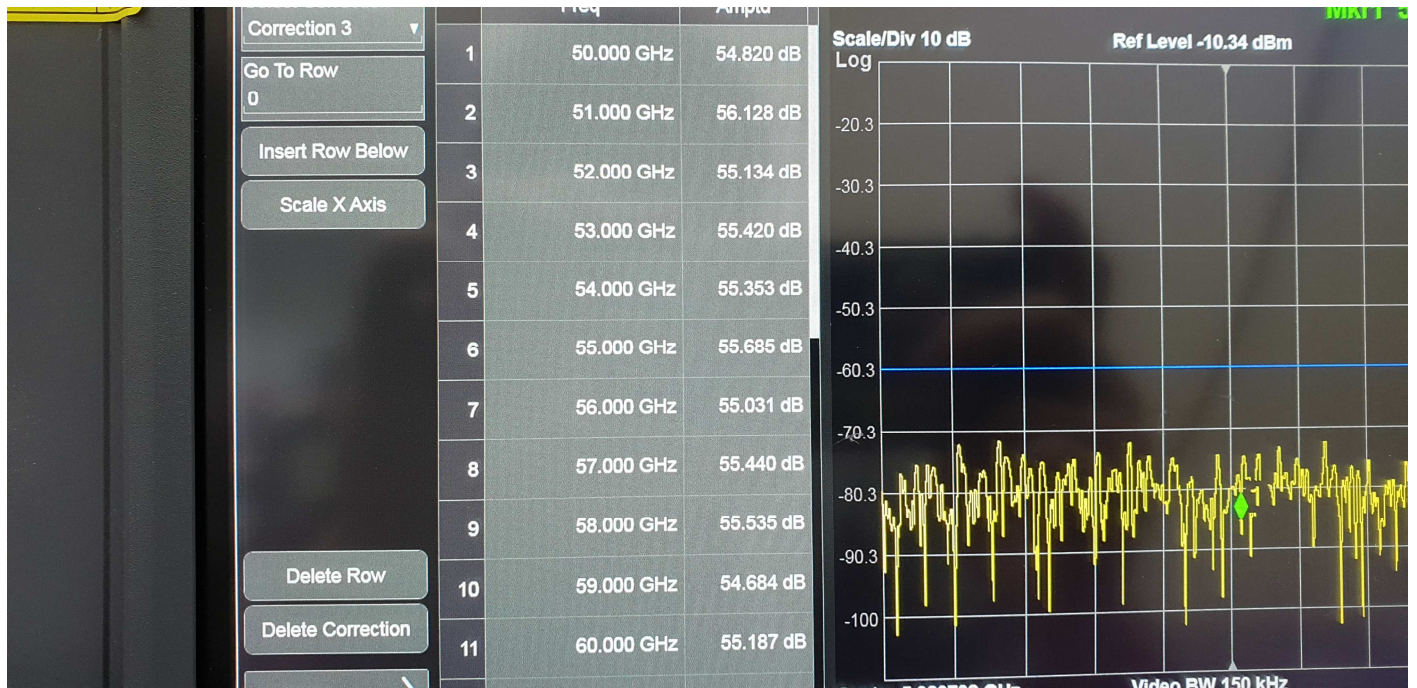 Correction 3
Go To Row
0
Insert Row Below
Scale X Axis
Delete Row
Delete Correction
Freq Amptd
1 50.000 GHz 54.820 dB
2 51.000 GHz 56.128 dB
3 52.000 GHz 55.134 dB
4 53.000 GHz 55.420 dB
5 54.000 GHz 55.353 dB
6 55.000 GHz 55.685 dB
7 56.000 GHz 55.031 dB
8 57.000 GHz 55.440 dB
9 58.000 GHz 55.535 dB
10 59.000 GHz 54.684 dB
11 60.000 GHz 55.187 dB
Mkr1 5
Scale/Div 10 dB Ref Level -10.34 dBm
Log
-20.3
-30.3
-40.3
-50.3
-60.3
-70.3
-80.3
1
-90.3
-100
Video BW 150 kHz